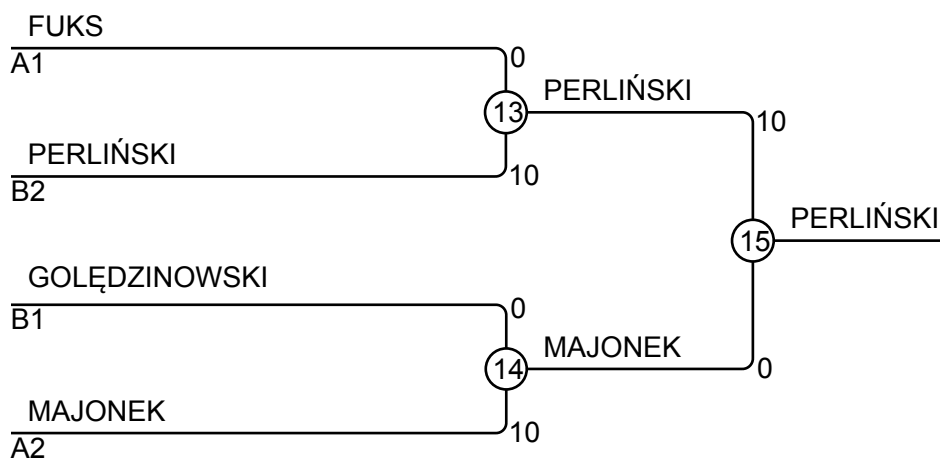 FUKS
A1
0
13
PERLIŃSKI
10
PERLIŃSKI
B2
10
15
PERLIŃSKI
GOLĘDZINOWSKI
B1
0
14
MAJONEK
0
MAJONEK
A2
10